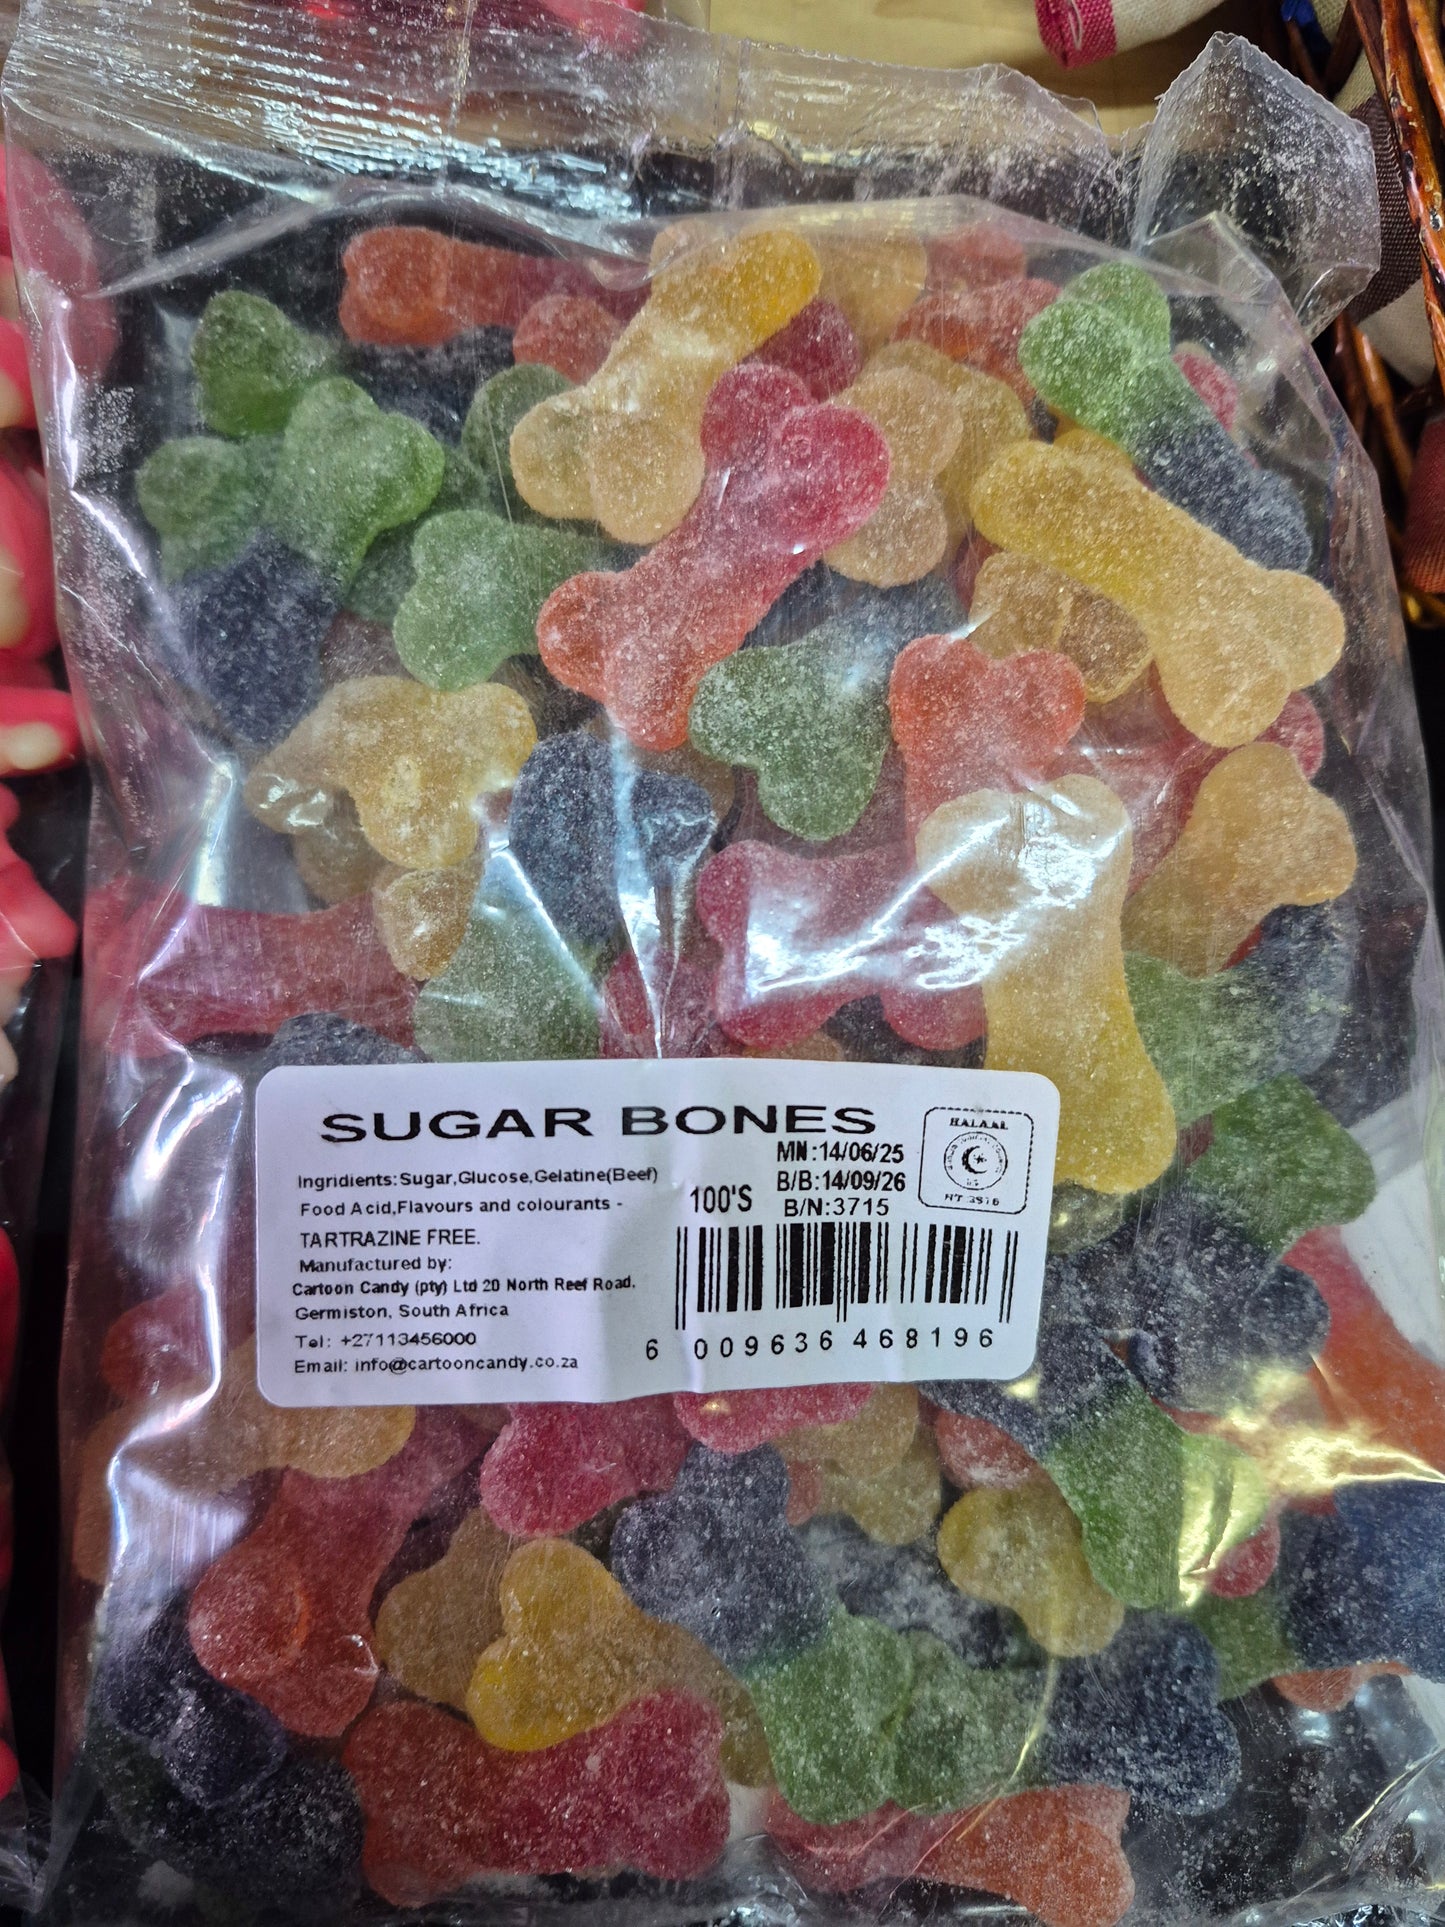 SUGAR BONES
Ingridients:Sugar,Glucose,Gelatine(Beef)
Food Acid,Flavours and colourants -
TARTRAZINE FREE.
Manufactured by:
Cartoon Candy (pty) Ltd 20 North Reef Road.
Germiston, South Africa
Tel: +27113456000
Email: info@cartooncandy.co.za
100'S
MN:14/06/25
B/B:14/09/26
B/N:3715
HALAAL
6 009636 468196